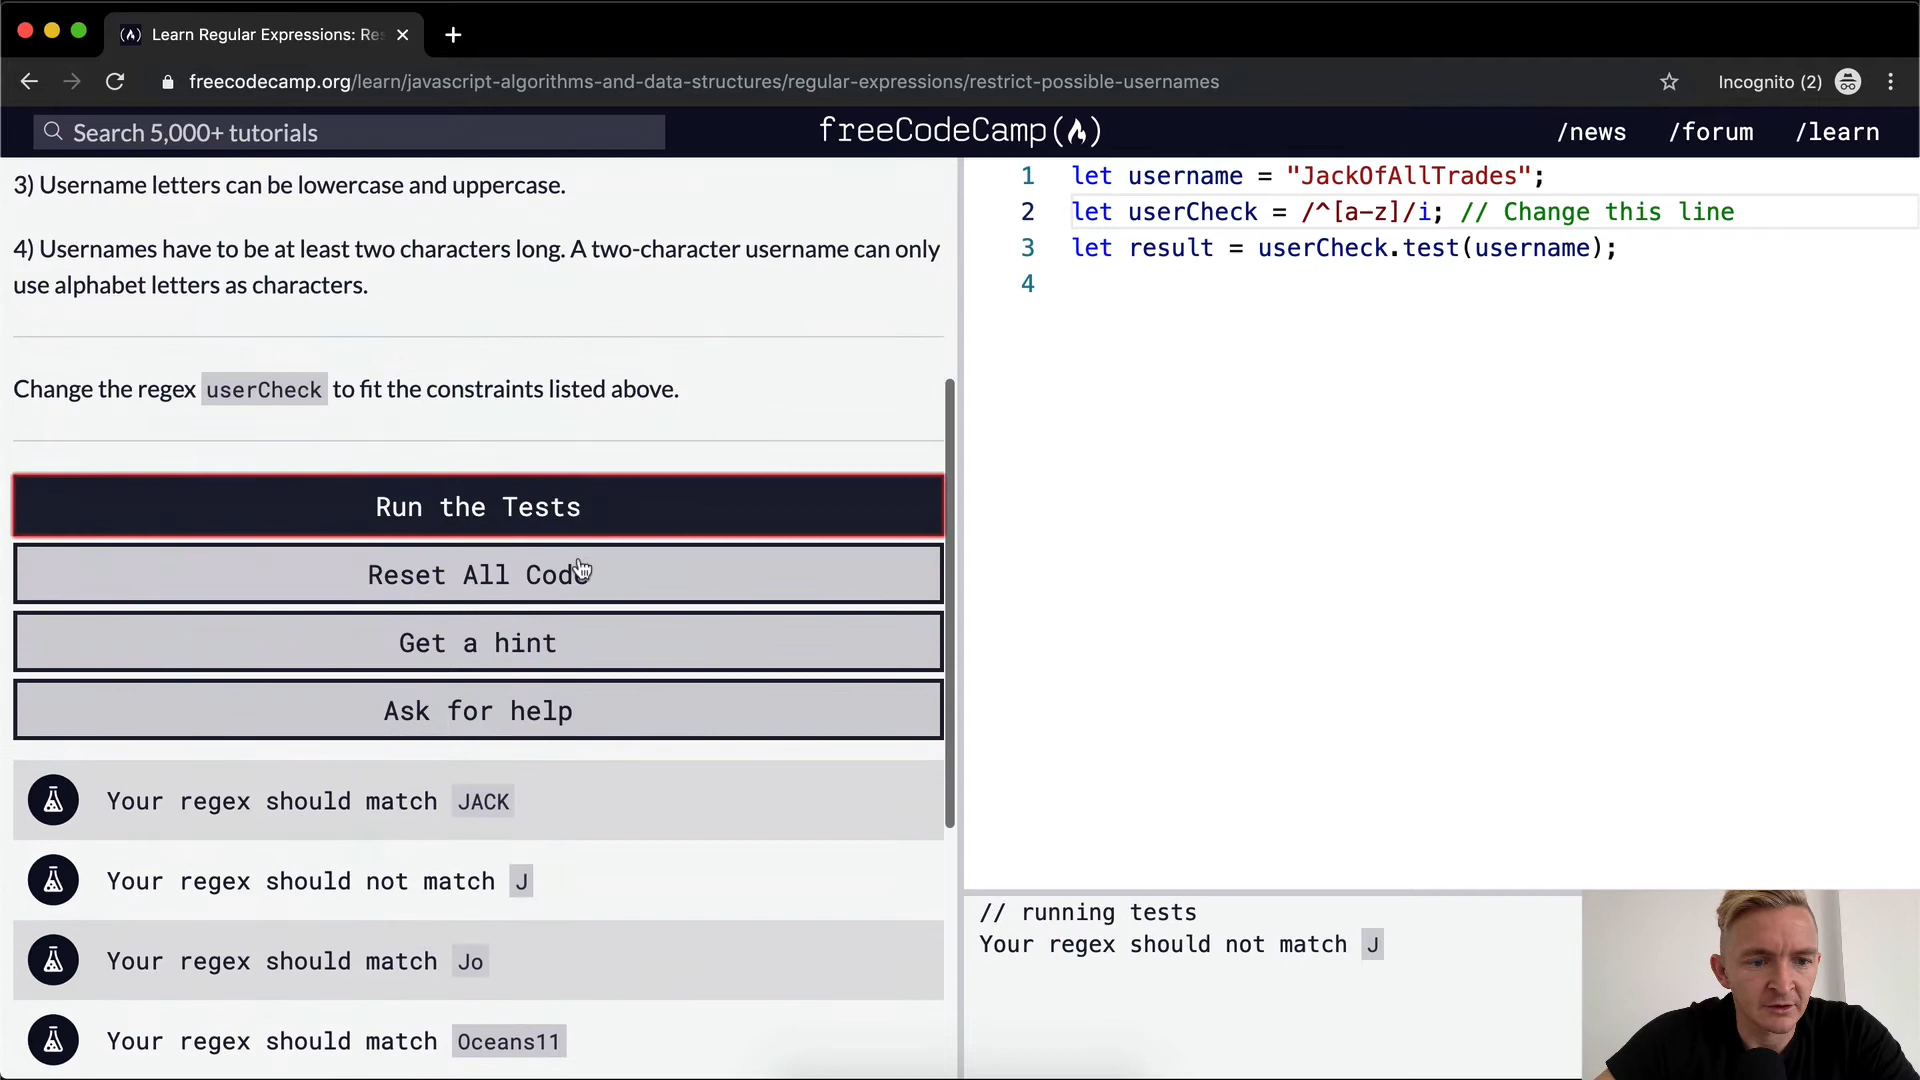 Learn Regular Expressions: Res
freecodecamp.org/learn/javascript-algorithms-and-data-structures/regular-expressions/restrict-possible-usernames
Incognito (2)
Search 5,000+ tutorials
freeCodeCamp
/news
/forum
/learn
3) Username letters can be lowercase and uppercase.
4) Usernames have to be at least two characters long. A two-character username can only
use alphabet letters as characters.
Change the regex userCheck to fit the constraints listed above.
Run the Tests
Reset All Code
Get a hint
Ask for help
Your regex should match JACK
Your regex should not match J
Your regex should match Jo
Your regex should match Oceans11
1 let username = "JackOfAllTrades";
2 let userCheck = /^[a-z]/i; // Change this line
3 let result = userCheck.test(username);
4
// running tests
Your regex should not match J